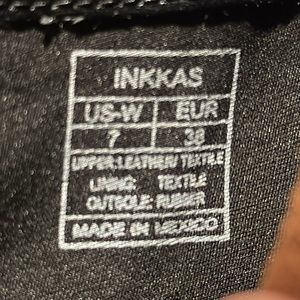 INKKAS
US-W EUR
7 38
UPPER: LEATHER/ TEXTILE
LINING: TEXTILE
OUTSOLE: RUBBER
MADE IN MEXICO